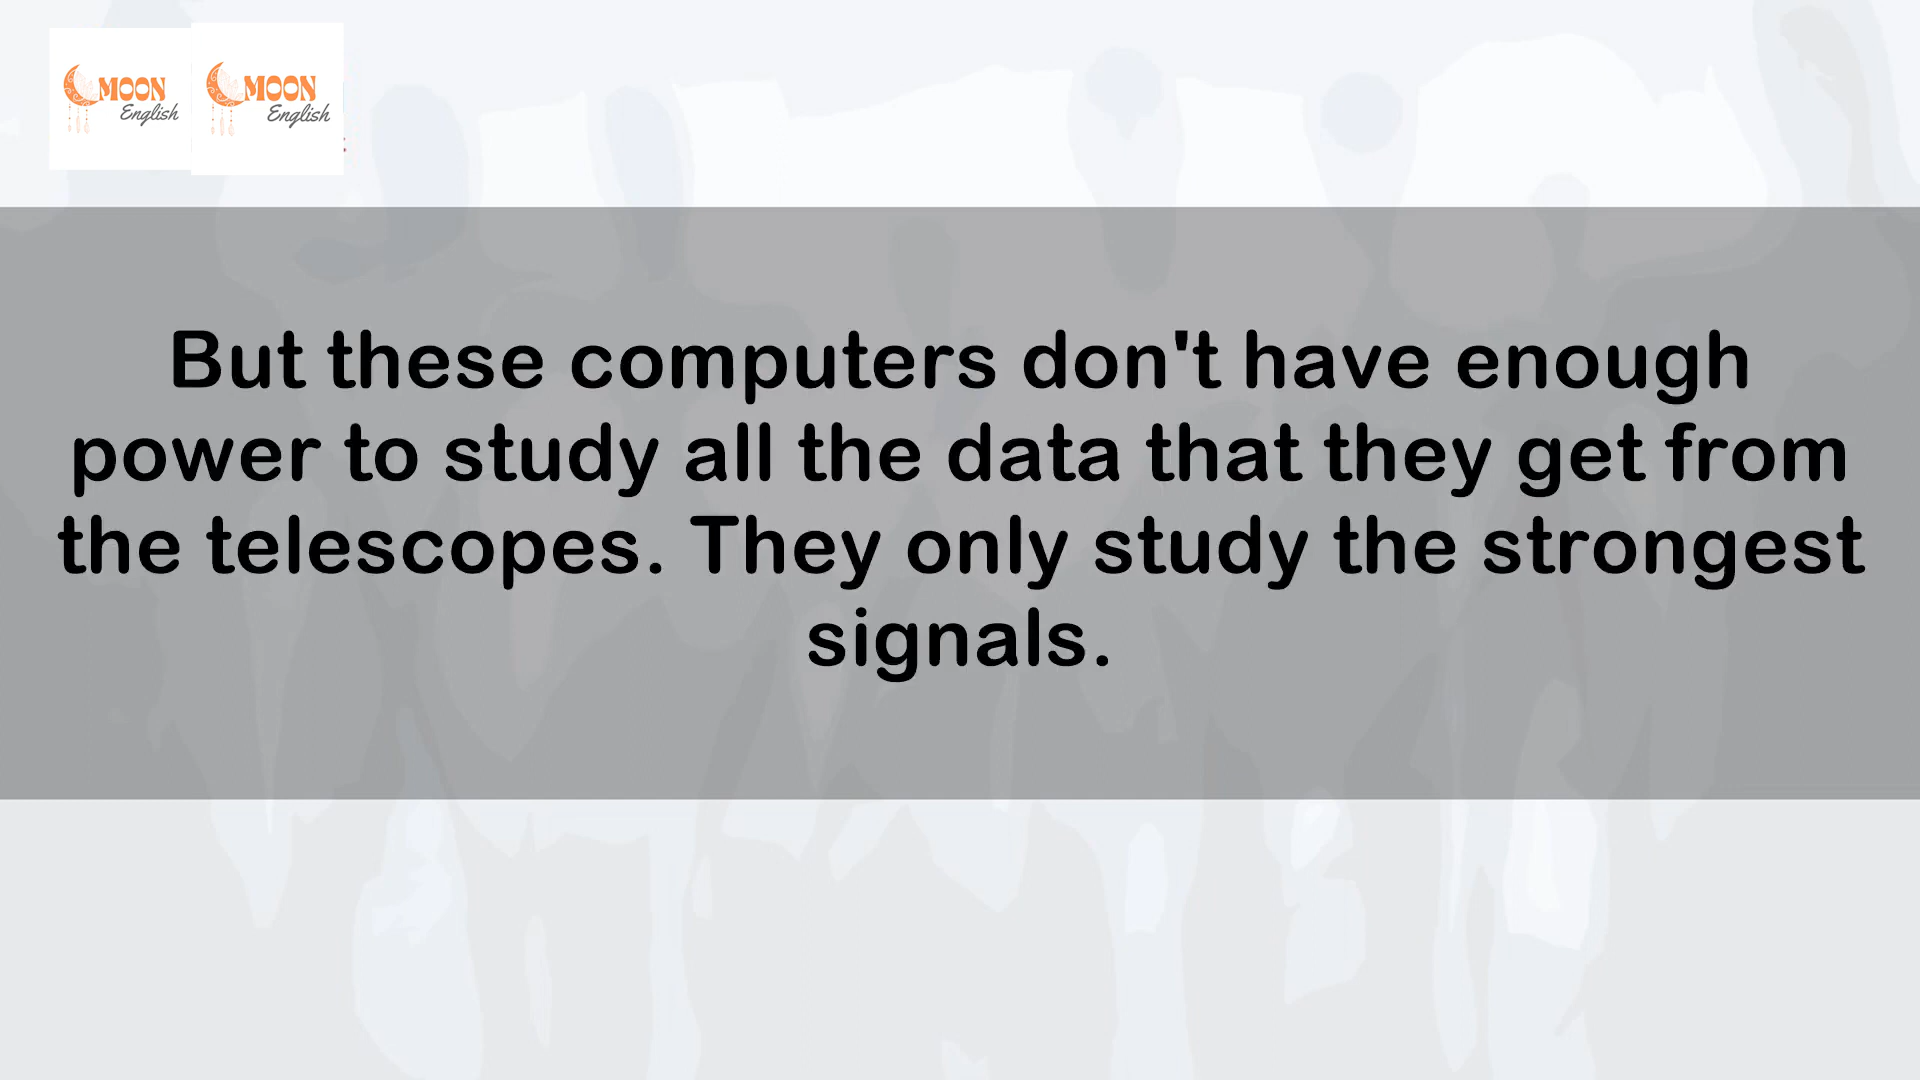 MOON
English
MOON
English
But these computers don't have enough
power to study all the data that they get from
the telescopes. They only study the strongest
signals.